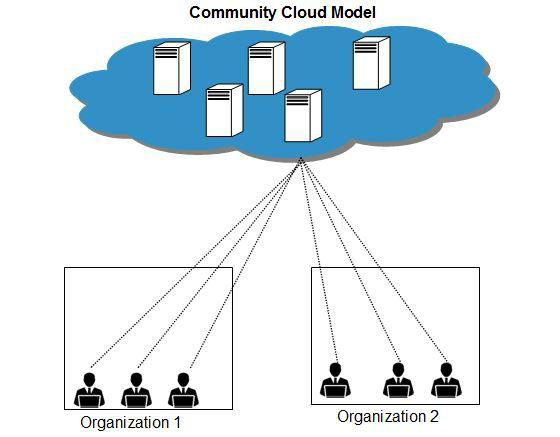 Community Cloud Model
Organization 1
Organization 2